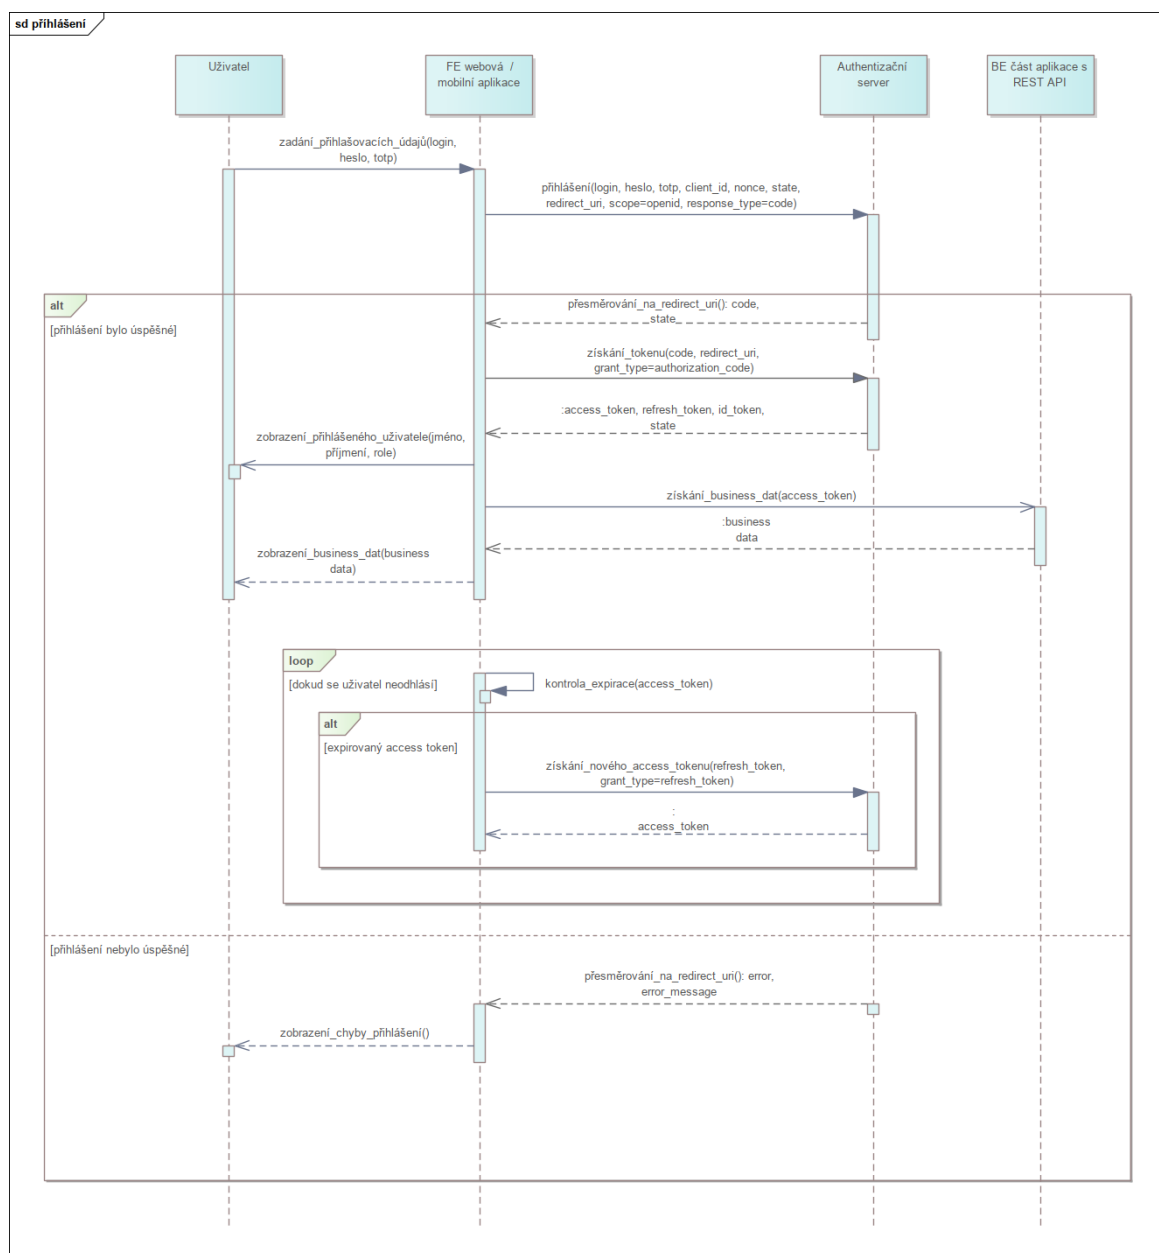 sd přihlášení
Uživatel
FE webová /
mobilní aplikace
Authentizační
server
BE část aplikace s
REST API
zadání_přihlašovacích_údajů(login,
heslo, totp)
přihlášení(login, heslo, totp, client_id, nonce, state,
redirect_uri, scope=openid, response_type=code)
alt
[přihlášení bylo úspěšné]
přesměrování_na_redirect_uri(): code,
state
získání_tokenu(code, redirect_uri,
grant_type=authorization_code)
:access_token, refresh_token, id_token,
state
zobrazení_přihlášeného_uživatele(jméno,
příjmení, role)
získání_business_dat(access_token)
:business
data
zobrazení_business_dat(business
data)
loop
[dokud se uživatel neodhlásí]
kontrola_expirace(access_token)
alt
[expirovaný access token]
získání_nového_access_tokenu(refresh_token,
grant_type=refresh_token)
:
access_token
[přihlášení nebylo úspěšné]
přesměrování_na_redirect_uri(): error,
error_message
zobrazení_chyby_přihlášení()